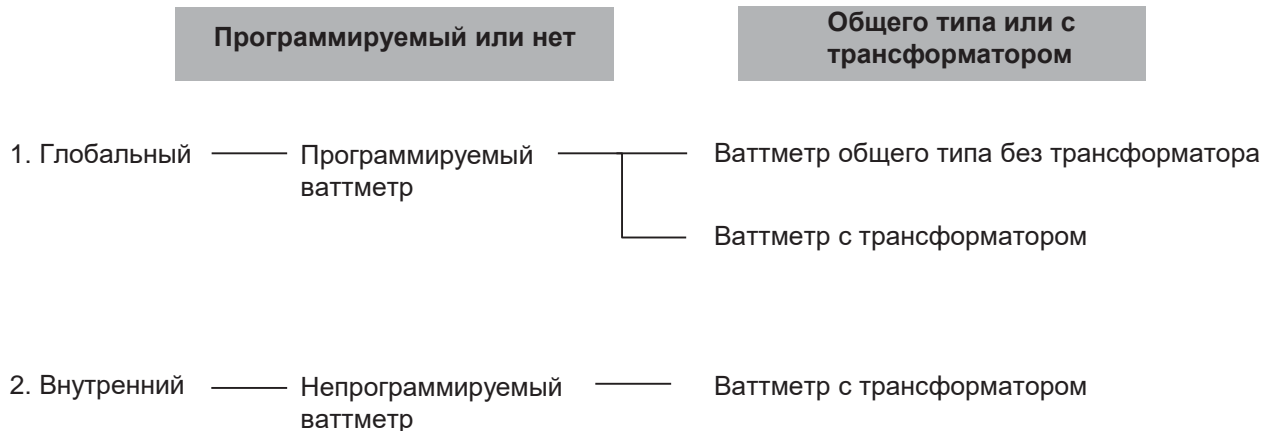 Программируемый или нет
Общего типа или с
трансформатором
1. Глобальный
Программируемый
ваттметр
Ваттметр общего типа без трансформатора
Ваттметр с трансформатором
2. Внутренний
Непрограммируемый
ваттметр
Ваттметр с трансформатором